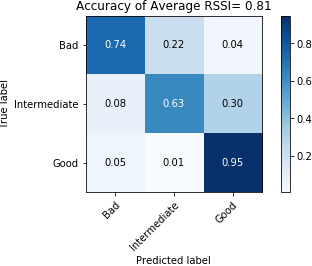 Accuracy of Average RSSI= 0.81
True label
Bad
0.74 0.22 0.04
Intermediate
0.08 0.63 0.30
Good
0.05 0.01 0.95
Bad
Intermediate
Good
Predicted label
0.8
0.6
0.4
0.2